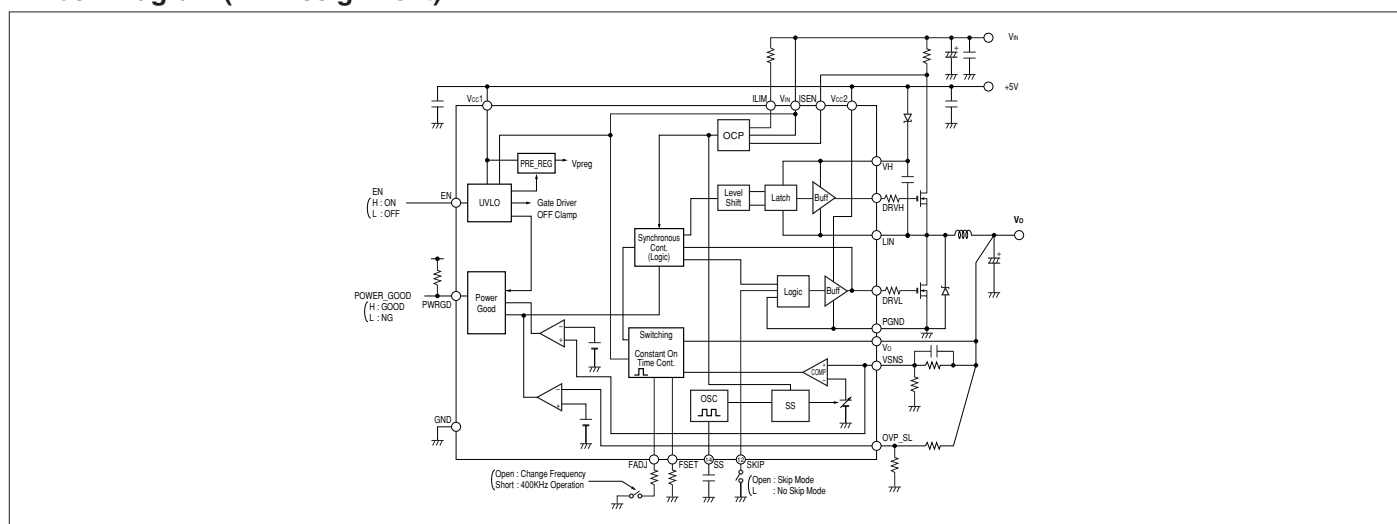 VIN
+5V
VCC1
ILIM
VIN
ISEN
VCC2
OCP
PRE_REG
Vpreg
VH
EN
H : ON
L : OFF
EN
UVLO
Gate Driver
OFF Clamp
Level
Shift
Latch
Buff
DRVH
LIN
Vo
Synchronous
Cont.
(Logic)
POWER_GOOD
H : GOOD
L : NG
PWRGD
Power
Good
Logic
Buff
DRVL
PGND
Switching
Constant On
Time Cont.
Vo
VSNS
COMP
OSC
SS
GND
OVP_SL
FADJ
FSET
14
SS
12
SKIP
Open : Change Frequency
Short : 400KHz Operation
Open : Skip Mode
L : No Skip Mode